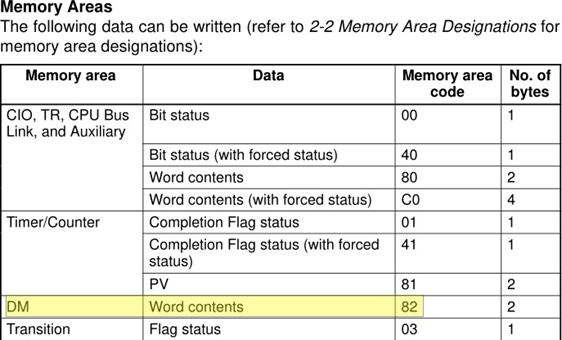 Memory Areas
The following data can be written (refer to 2-2 Memory Area Designations for
memory area designations):
Memory area Data Memory area code No. of bytes
CIO, TR, CPU Bus Link, and Auxiliary Bit status 00 1
Bit status (with forced status) 40 1
Word contents 80 2
Word contents (with forced status) C0 4
Timer/Counter Completion Flag status 01 1
Completion Flag status (with forced status) 41 1
PV 81 2
DM Word contents 82 2
Transition Flag status 03 1